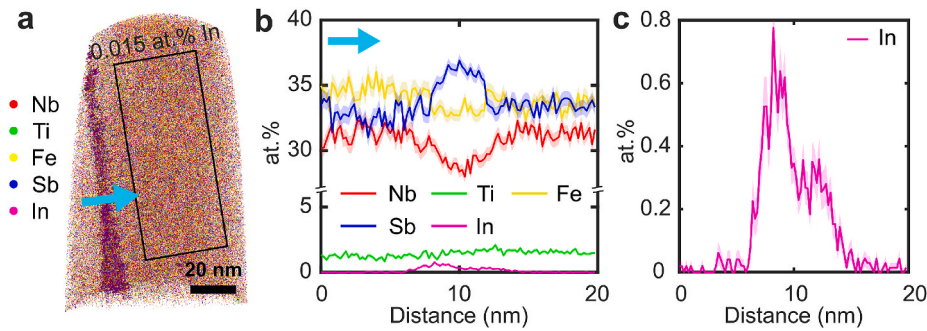 a
0.015 at.% In
Nb
Ti
Fe
Sb
In
20 nm
b
at.%
40
35
30
5
0
Nb
Ti
Fe
Sb
In
0
10
20
Distance (nm)
c
In
at.%
0.8
0.6
0.4
0.2
0
0
10
20
Distance (nm)